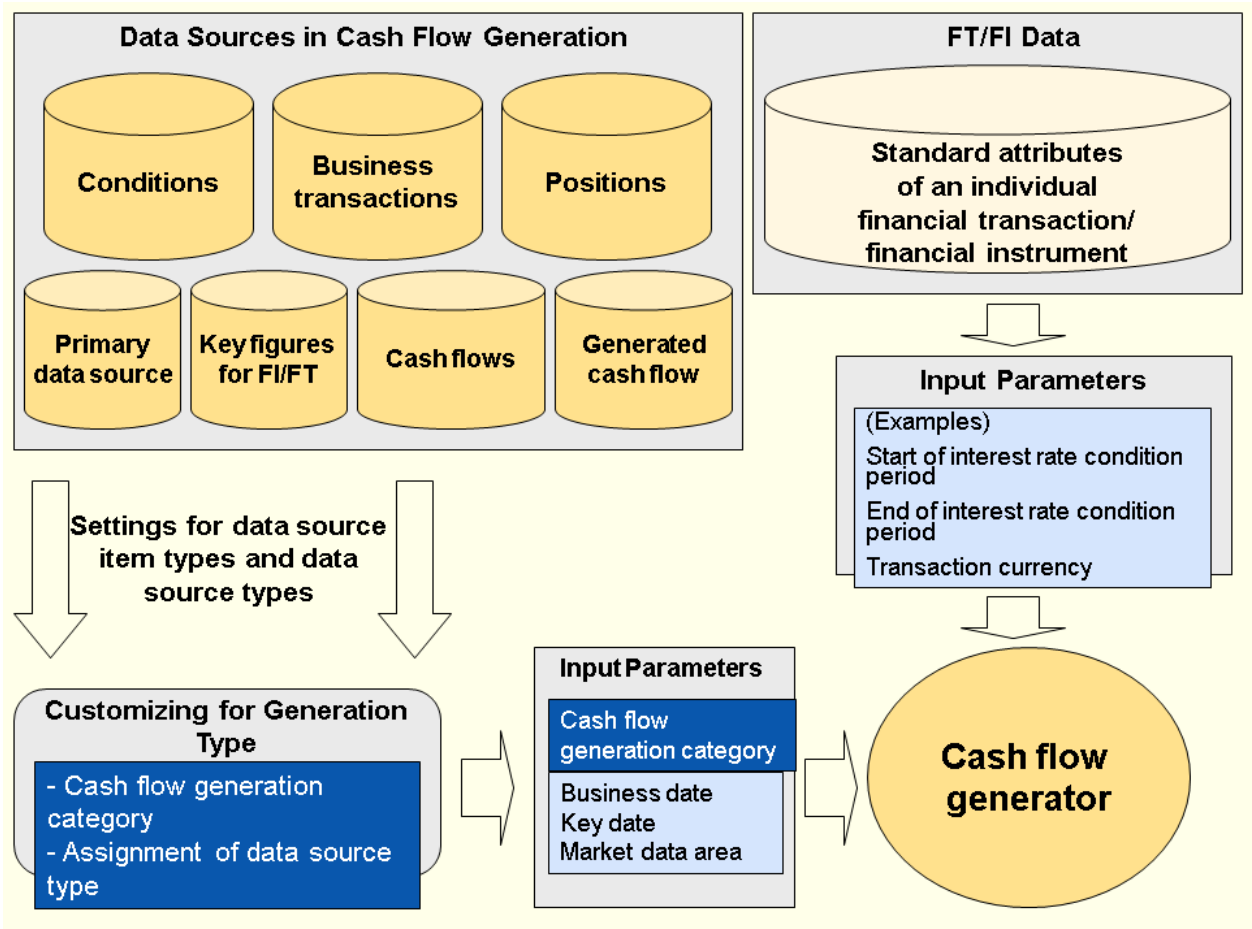 Data Sources in Cash Flow Generation
Conditions
Business
transactions
Positions
Primary
data source
Key figures
for FI/FT
Cash flows
Generated
cash flow
FT/FI Data
Standard attributes
of an individual
financial transaction/
financial instrument
Input Parameters
(Examples)
Start of interest rate condition
period
End of interest rate condition
period
Transaction currency
Settings for data source
item types and data
source types
Customizing for Generation
Type
- Cash flow generation
category
- Assignment of data source
type
Input Parameters
Cash flow
generation category
Business date
Key date
Market data area
Cash flow
generator